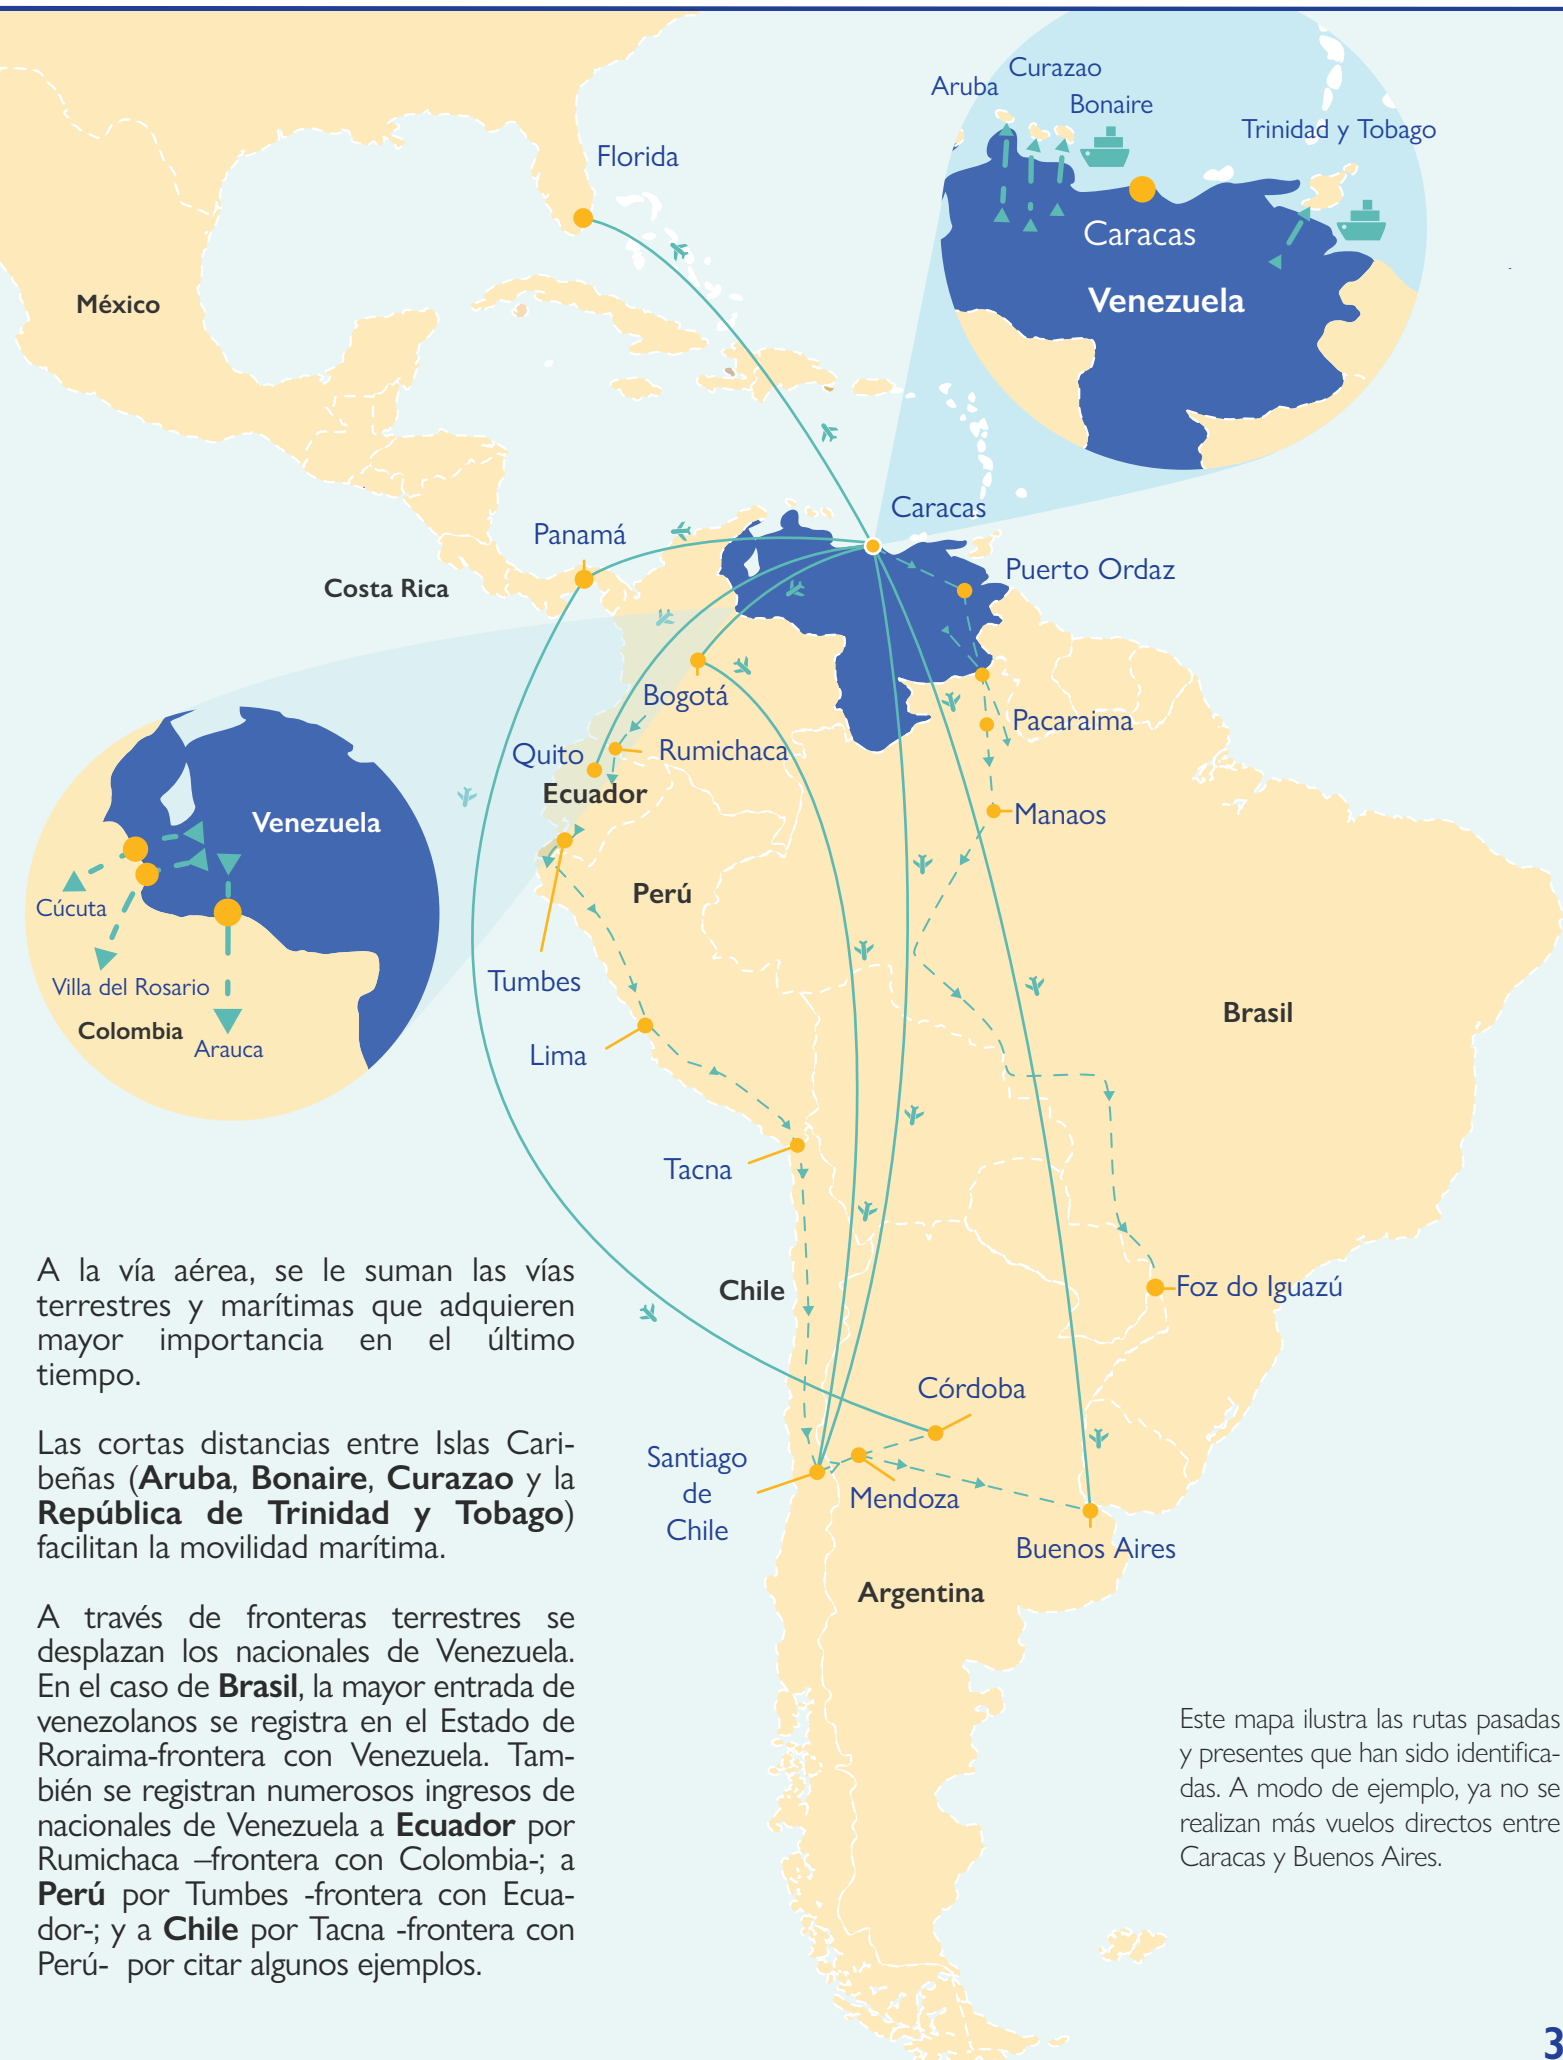 Curazao
Aruba
Bonaire
Trinidad y Tobago
Florida
Caracas
Venezuela
México
Caracas
Panamá
Puerto Ordaz
Costa Rica
Bogotá
Pacaraima
Quito
Rumichaca
Ecuador
Manaos
Venezuela
Perú
Cúcuta
Villa del Rosario
Colombia
Arauca
Tumbes
Brasil
Lima
Tacna
Chile
Foz do Iguazú
Córdoba
Santiago
de
Chile
Mendoza
Buenos Aires
Argentina
A la vía aérea, se le suman las vías
terrestres y marítimas que adquieren
mayor importancia en el último
tiempo.
Las cortas distancias entre Islas Cari-
beñas (Aruba, Bonaire, Curazao y la
República de Trinidad y Tobago)
facilitan la movilidad marítima.
A través de fronteras terrestres se
desplazan los nacionales de Venezuela.
En el caso de Brasil, la mayor entrada de
venezolanos se registra en el Estado de
Roraima-frontera con Venezuela. Tam-
bién se registran numerosos ingresos de
nacionales de Venezuela a Ecuador por
Rumichaca –frontera con Colombia-; a
Perú por Tumbes -frontera con Ecua-
dor-; y a Chile por Tacna -frontera con
Perú- por citar algunos ejemplos.
Este mapa ilustra las rutas pasadas
y presentes que han sido identifica-
das. A modo de ejemplo, ya no se
realizan más vuelos directos entre
Caracas y Buenos Aires.
3